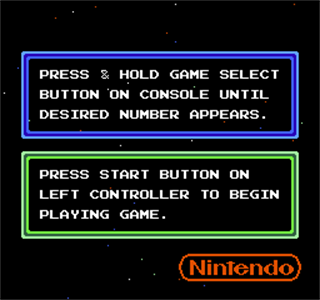 PRESS & HOLD GAME SELECT
BUTTON ON CONSOLE UNTIL
DESIRED NUMBER APPEARS.
PRESS START BUTTON ON
LEFT CONTROLLER TO BEGIN
PLAYING GAME.
Nintendo